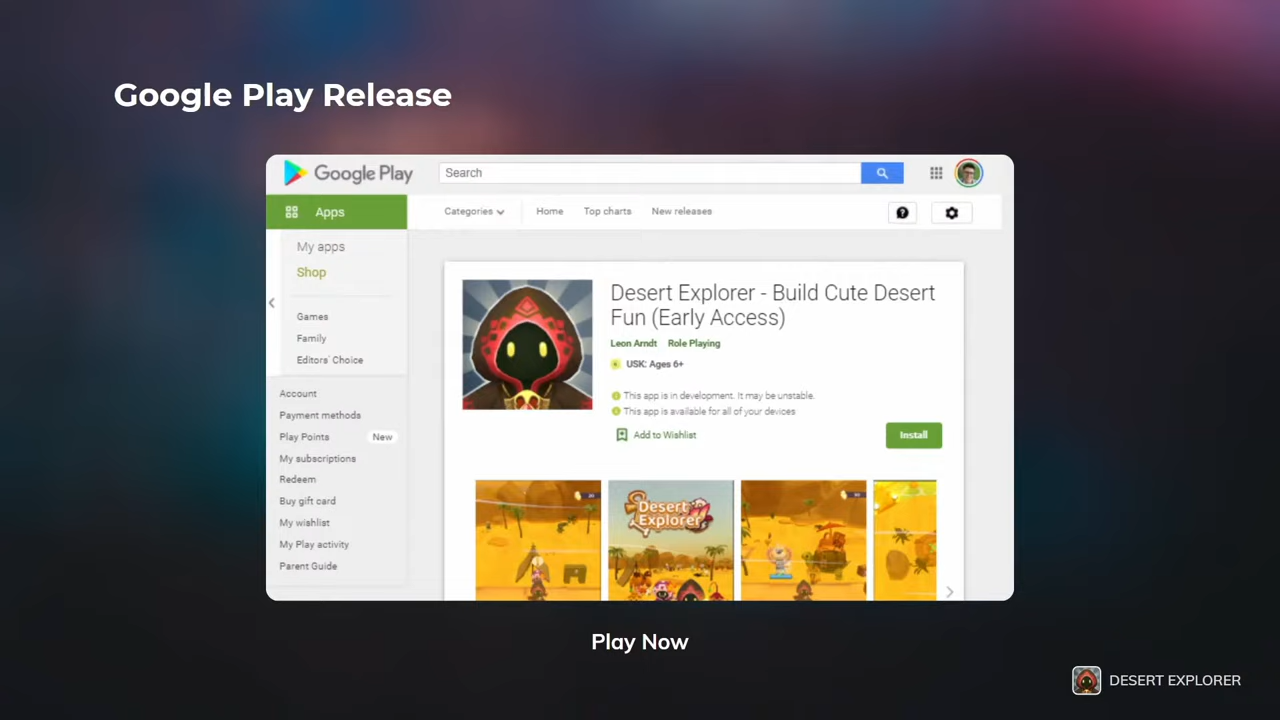 Google Play Release
Google Play
Search
Apps
Categories
Home
Top charts
New releases
My apps
Shop
Games
Family
Editors' Choice
Account
Payment methods
Play Points
New
My subscriptions
Redeem
Buy gift card
My wishlist
My Play activity
Parent Guide
Desert Explorer - Build Cute Desert
Fun (Early Access)
Leon Arndt Role Playing
USK: Ages 6+
This app is in development. It may be unstable.
This app is available for all of your devices
Add to Wishlist
Install
Desert
Explorer
Play Now
DESERT EXPLORER